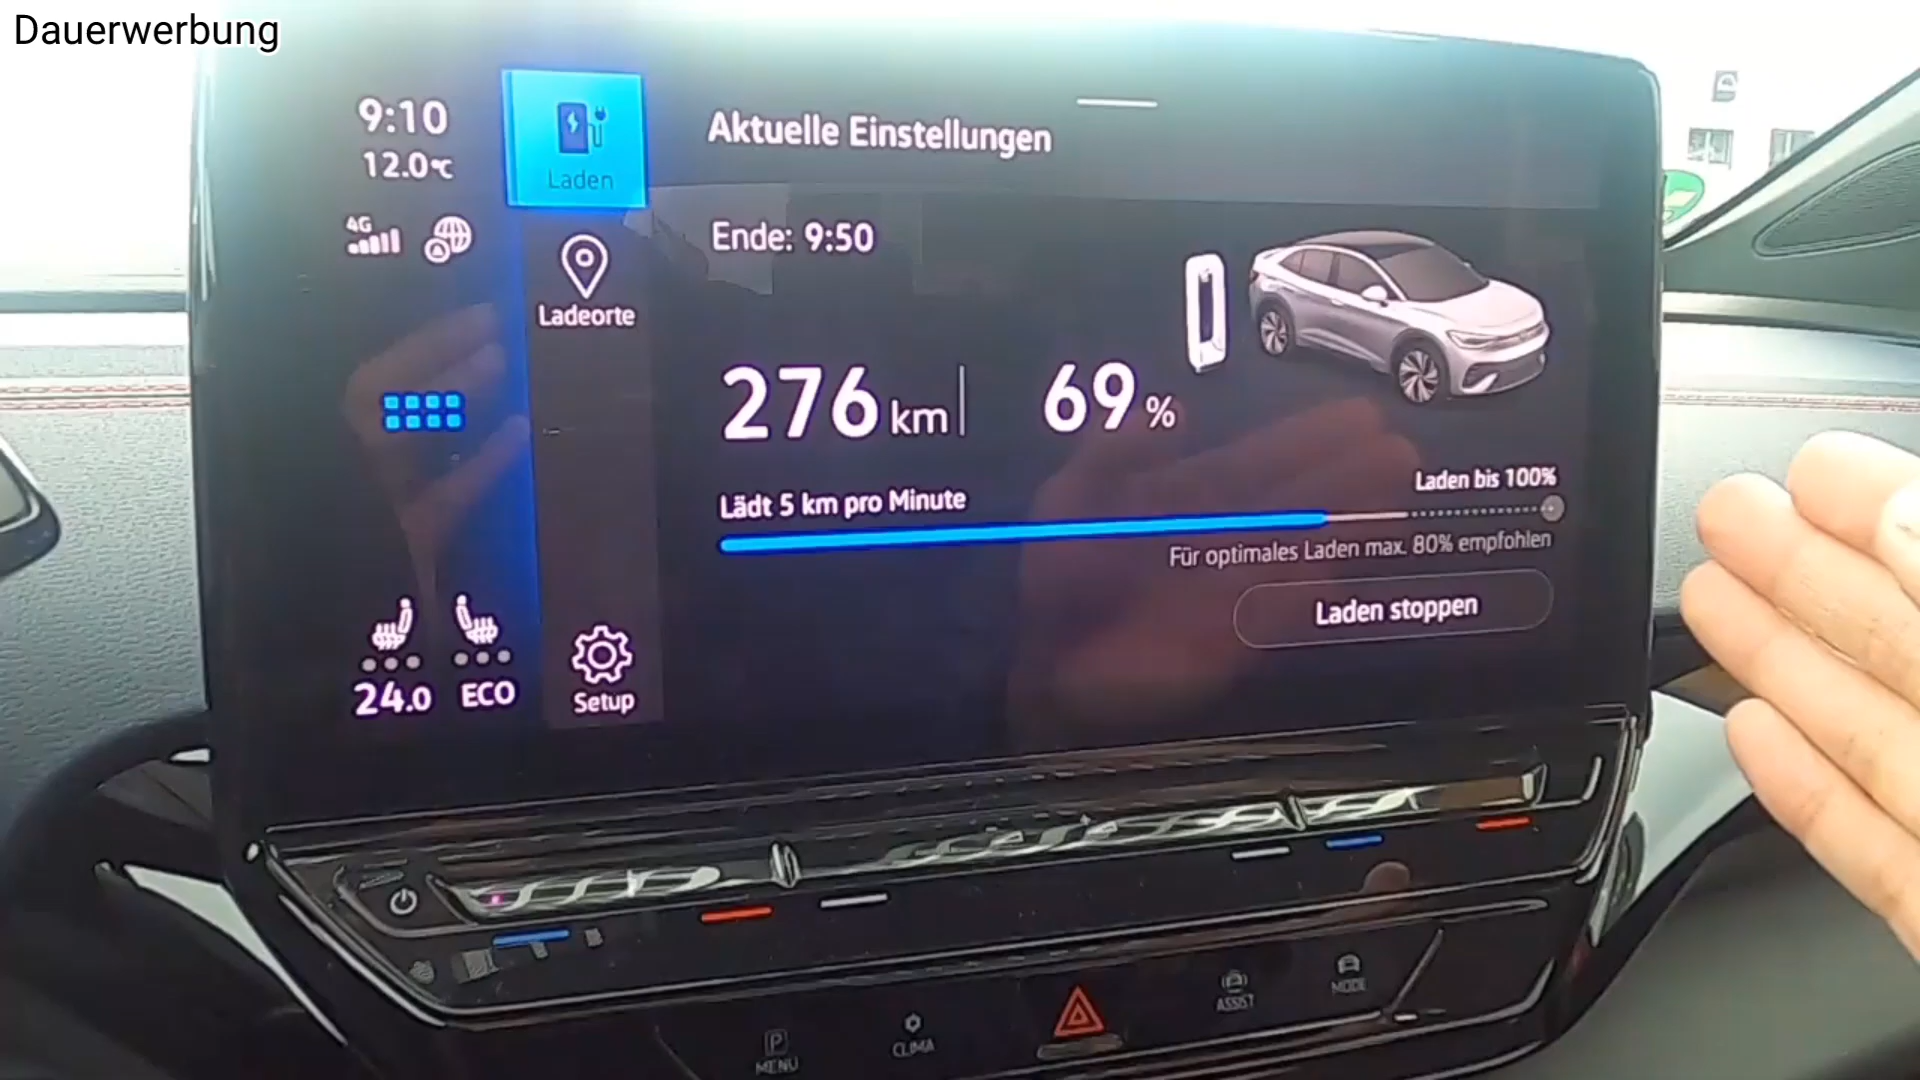 Dauerwerbung
9:10
12.0°C
4G
Laden
Ladeorte
24.0
ECO
Setup
Aktuelle Einstellungen
Ende: 9:50
276 km
69 %
Lädt 5 km pro Minute
Laden bis 100%
Für optimales Laden max. 80% empfohlen
Laden stoppen
P
MENU
CLIMA
ASSIST
MODE